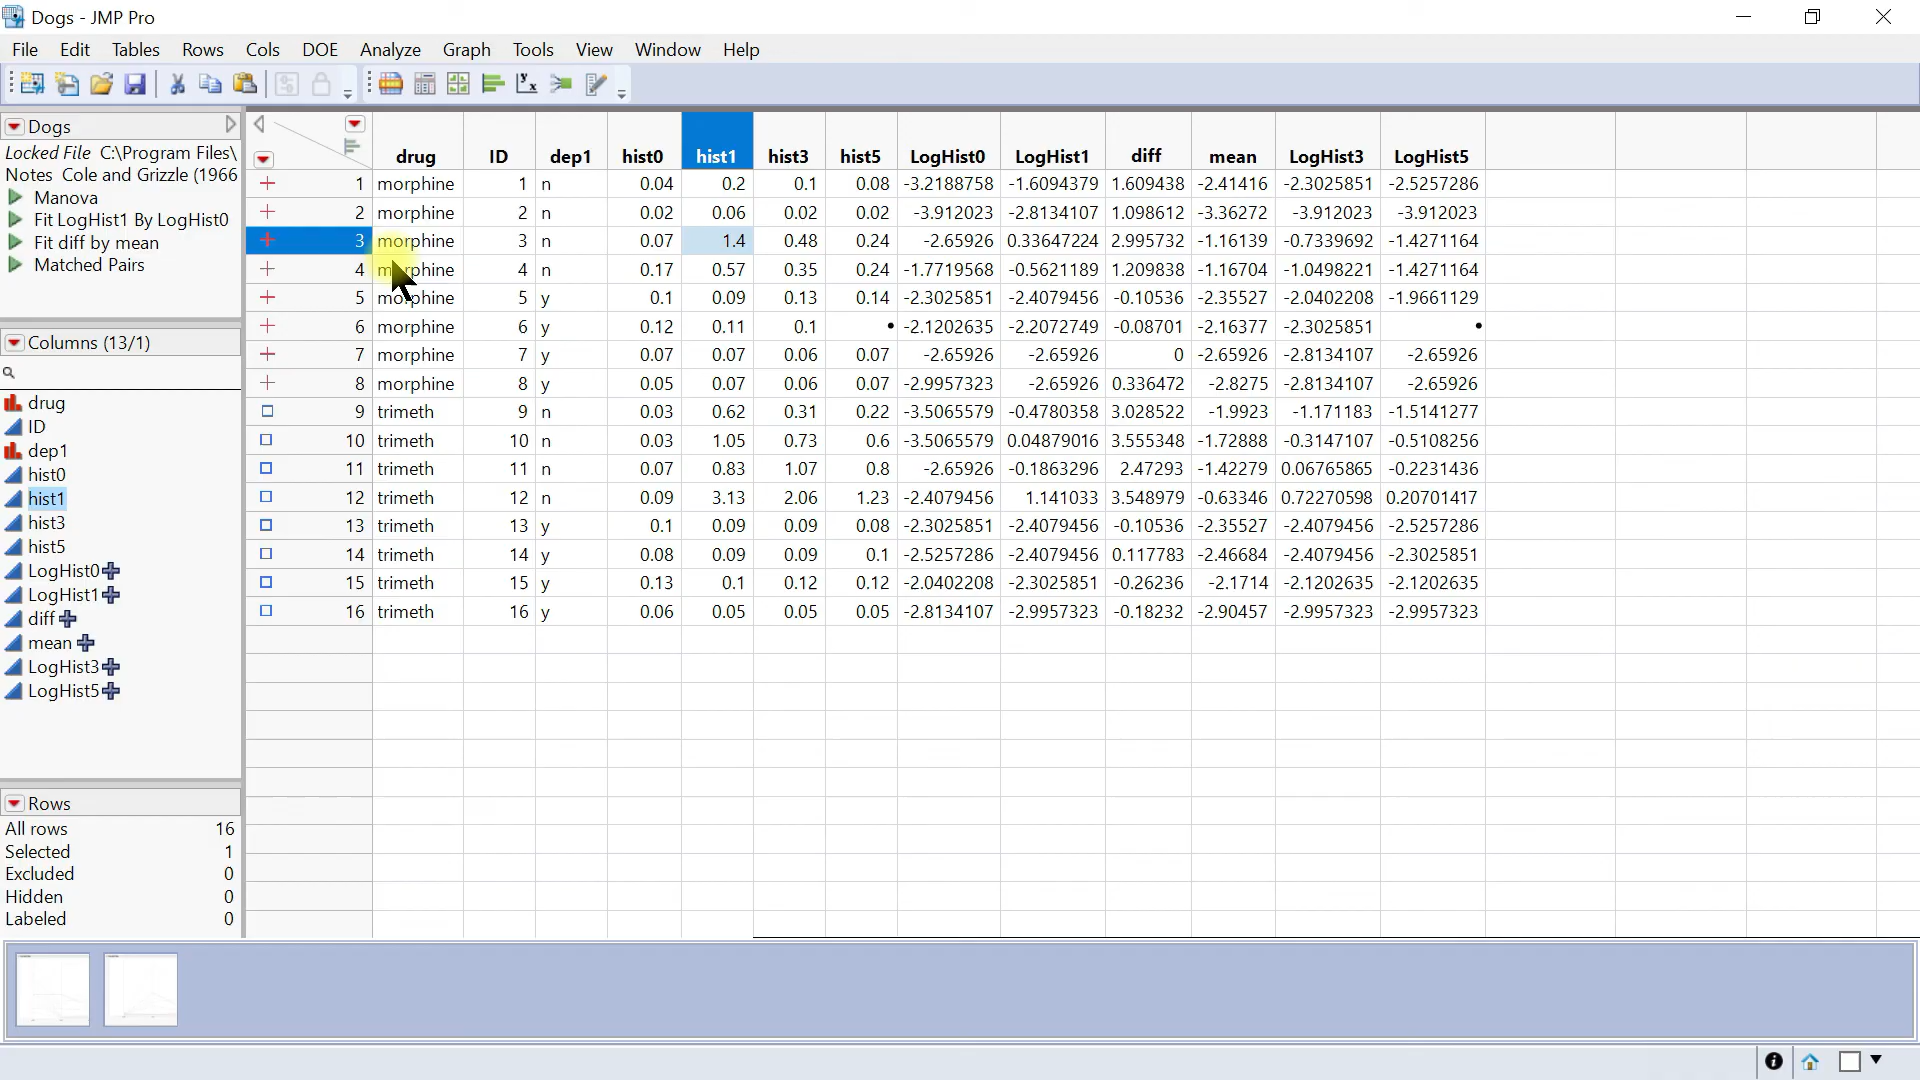 Dogs - JMP Pro
File Edit Tables Rows Cols DOE Analyze Graph Tools View Window Help
Dogs
Locked File C:\Program Files\
Notes Cole and Grizzle (1966
Manova
Fit LogHist1 By LogHist0
Fit diff by mean
Matched Pairs
Columns (13/1)
drug
ID
dep1
hist0
hist1
hist3
hist5
LogHist0
LogHist1
diff
mean
LogHist3
LogHist5
Rows
All rows 16
Selected 1
Excluded 0
Hidden 0
Labeled 0
drug ID dep1 hist0 hist1 hist3 hist5 LogHist0 LogHist1 diff mean LogHist3 LogHist5
1 morphine 1 n 0.04 0.2 0.1 0.08 -3.2188758 -1.6094379 1.609438 -2.41416 -2.3025851 -2.5257286
2 morphine 2 n 0.02 0.06 0.02 0.02 -3.912023 -2.8134107 1.098612 -3.36272 -3.912023 -3.912023
3 morphine 3 n 0.07 1.4 0.48 0.24 -2.65926 0.33647224 2.995732 -1.16139 -0.7339692 -1.4271164
4 morphine 4 n 0.17 0.57 0.35 0.24 -1.7719568 -0.5621189 1.209838 -1.16704 -1.0498221 -1.4271164
5 morphine 5 y 0.1 0.09 0.13 0.14 -2.3025851 -2.4079456 -0.10536 -2.35527 -2.0402208 -1.9661129
6 morphine 6 y 0.12 0.11 0.1 • -2.1202635 -2.2072749 -0.08701 -2.16377 -2.3025851 •
7 morphine 7 y 0.07 0.07 0.06 0.07 -2.65926 -2.65926 0 -2.65926 -2.8134107 -2.65926
8 morphine 8 y 0.05 0.07 0.06 0.07 -2.9957323 -2.65926 0.336472 -2.8275 -2.8134107 -2.65926
9 trimeth 9 n 0.03 0.62 0.31 0.22 -3.5065579 -0.4780358 3.028522 -1.9923 -1.171183 -1.5141277
10 trimeth 10 n 0.03 1.05 0.73 0.6 -3.5065579 0.04879016 3.555348 -1.72888 -0.3147107 -0.5108256
11 trimeth 11 n 0.07 0.83 1.07 0.8 -2.65926 -0.1863296 2.47293 -1.42279 0.06765865 -0.2231436
12 trimeth 12 n 0.09 3.13 2.06 1.23 -2.4079456 1.141033 3.548979 -0.63346 0.72270598 0.20701417
13 trimeth 13 y 0.1 0.09 0.09 0.08 -2.3025851 -2.4079456 -0.10536 -2.35527 -2.4079456 -2.5257286
14 trimeth 14 y 0.08 0.09 0.09 0.1 -2.5257286 -2.4079456 0.117783 -2.46684 -2.4079456 -2.3025851
15 trimeth 15 y 0.13 0.1 0.12 0.12 -2.0402208 -2.3025851 -0.26236 -2.1714 -2.1202635 -2.1202635
16 trimeth 16 y 0.06 0.05 0.05 0.05 -2.8134107 -2.9957323 -0.18232 -2.90457 -2.9957323 -2.9957323